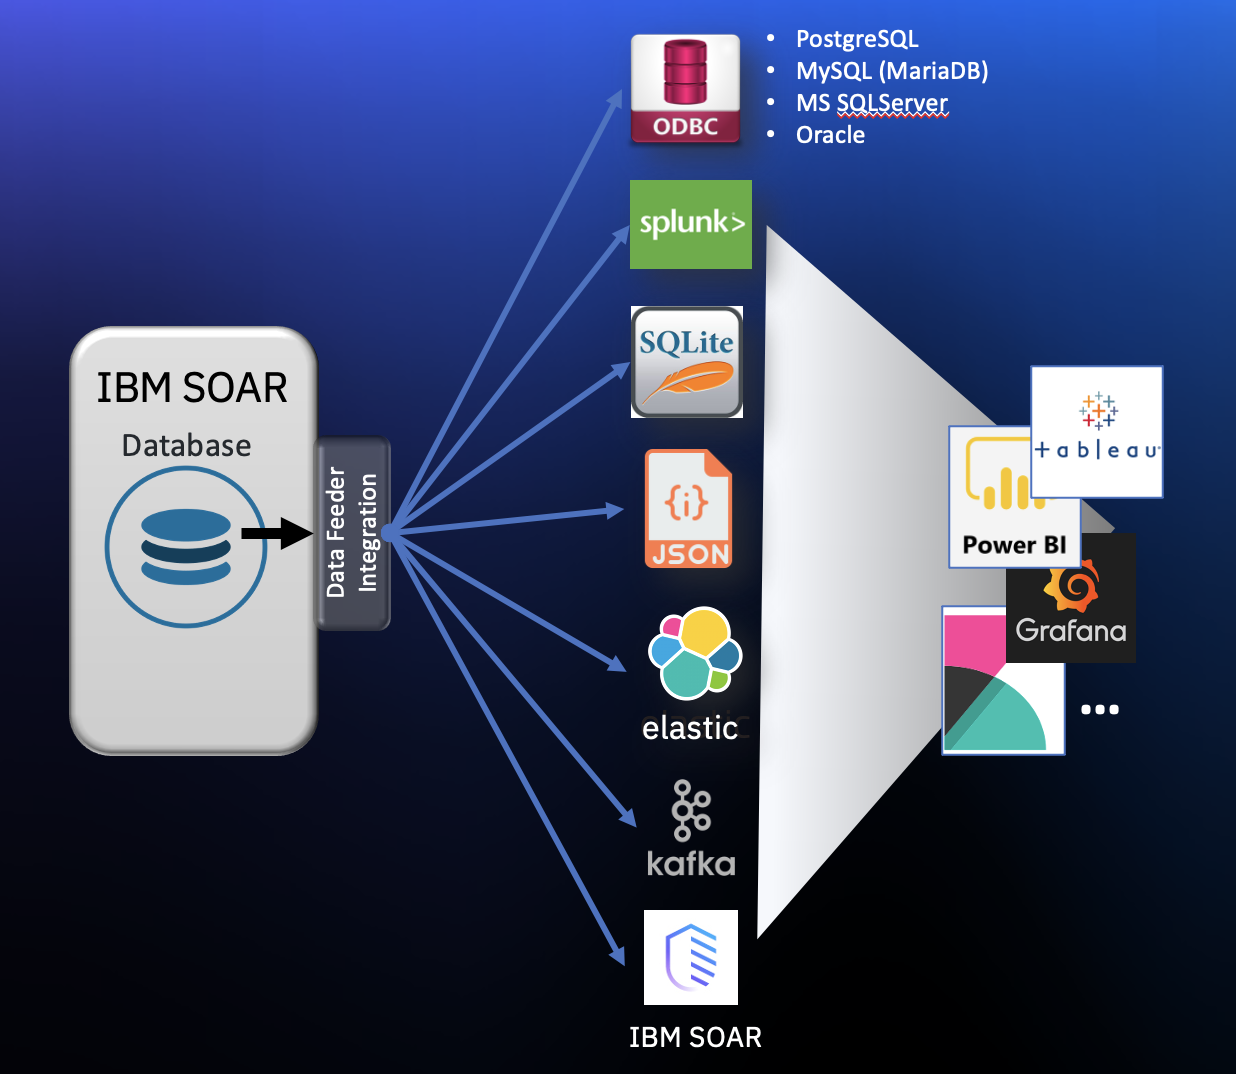 PostgreSQL
MySQL (MariaDB)
MS SQLServer
Oracle
ODBC
splunk>
SQLite
IBM SOAR
Database
Data Feeder
Integration
{i}
JSON
elastic
kafka
IBM SOAR
+ableau
Power BI
Grafana
...